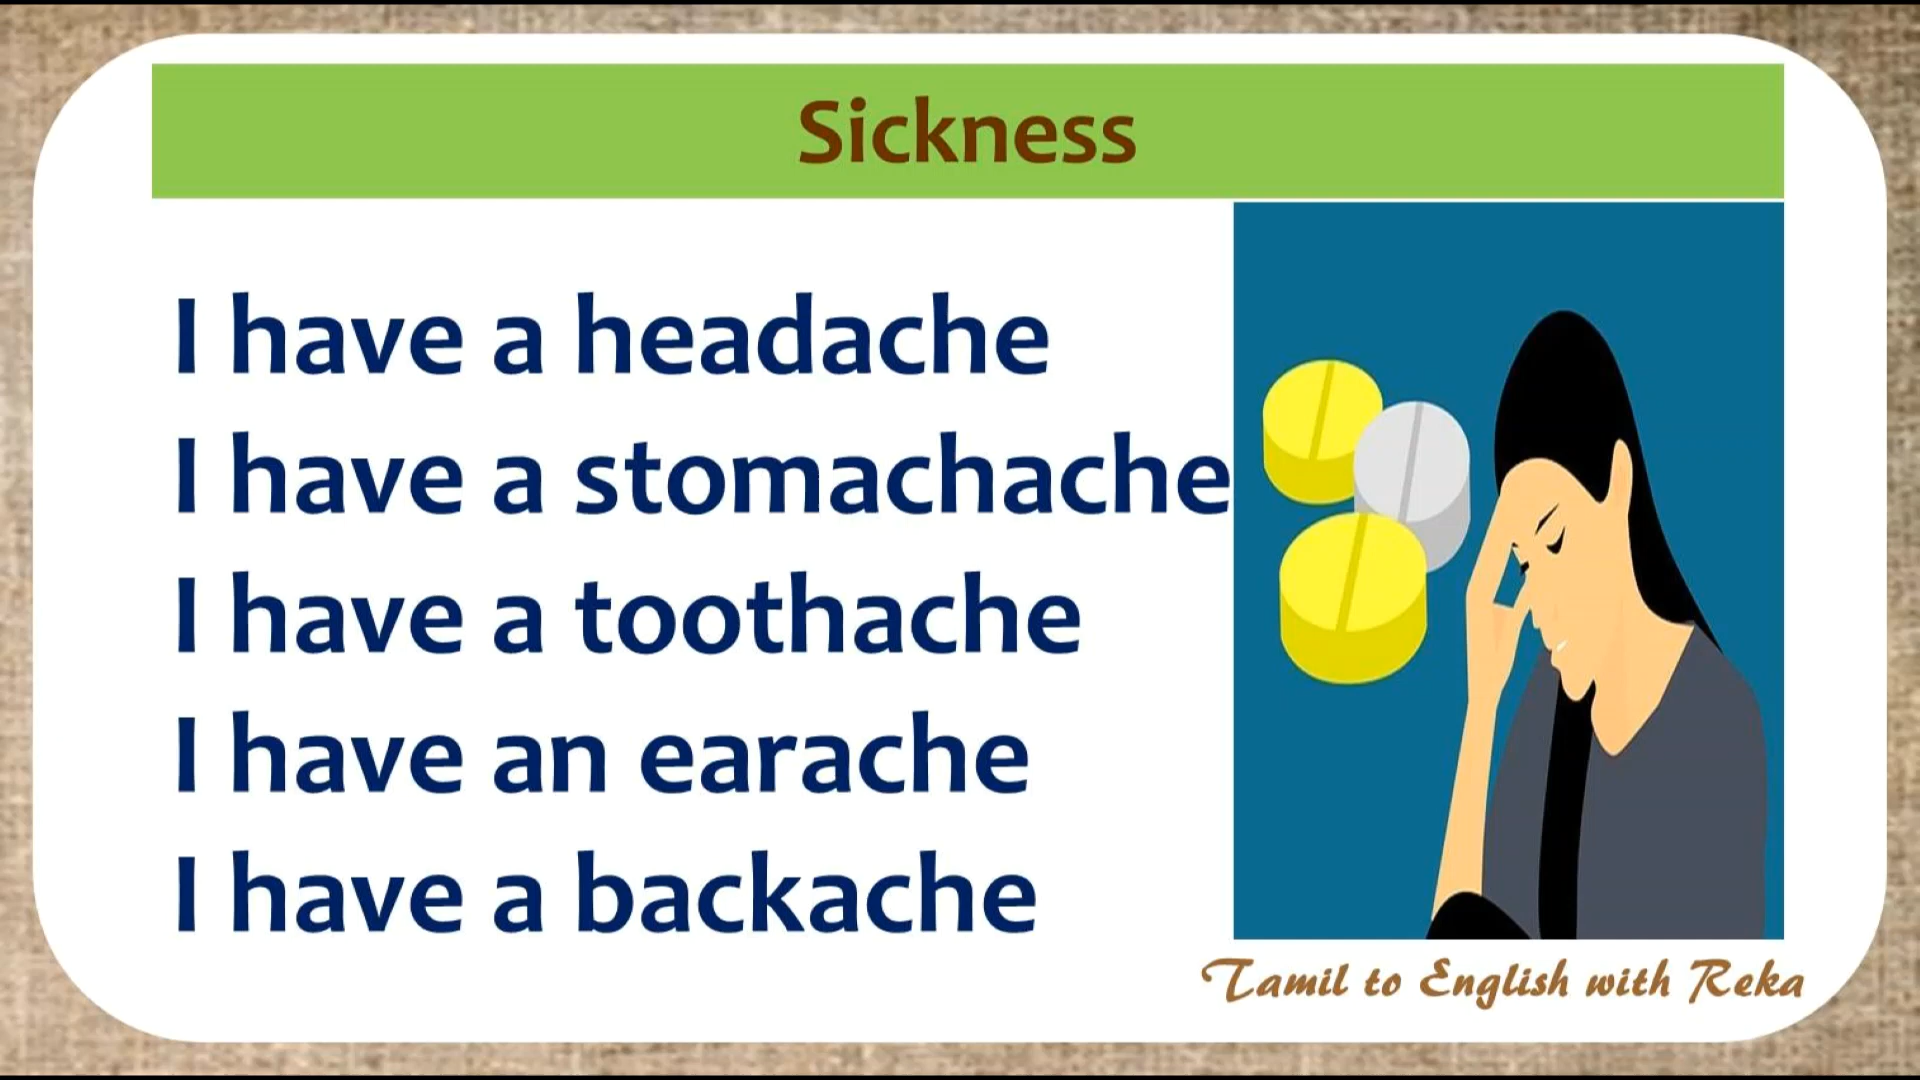 Sickness
I have a headache
I have a stomachache
I have a toothache
I have an earache
I have a backache
Tamil to English with Reka